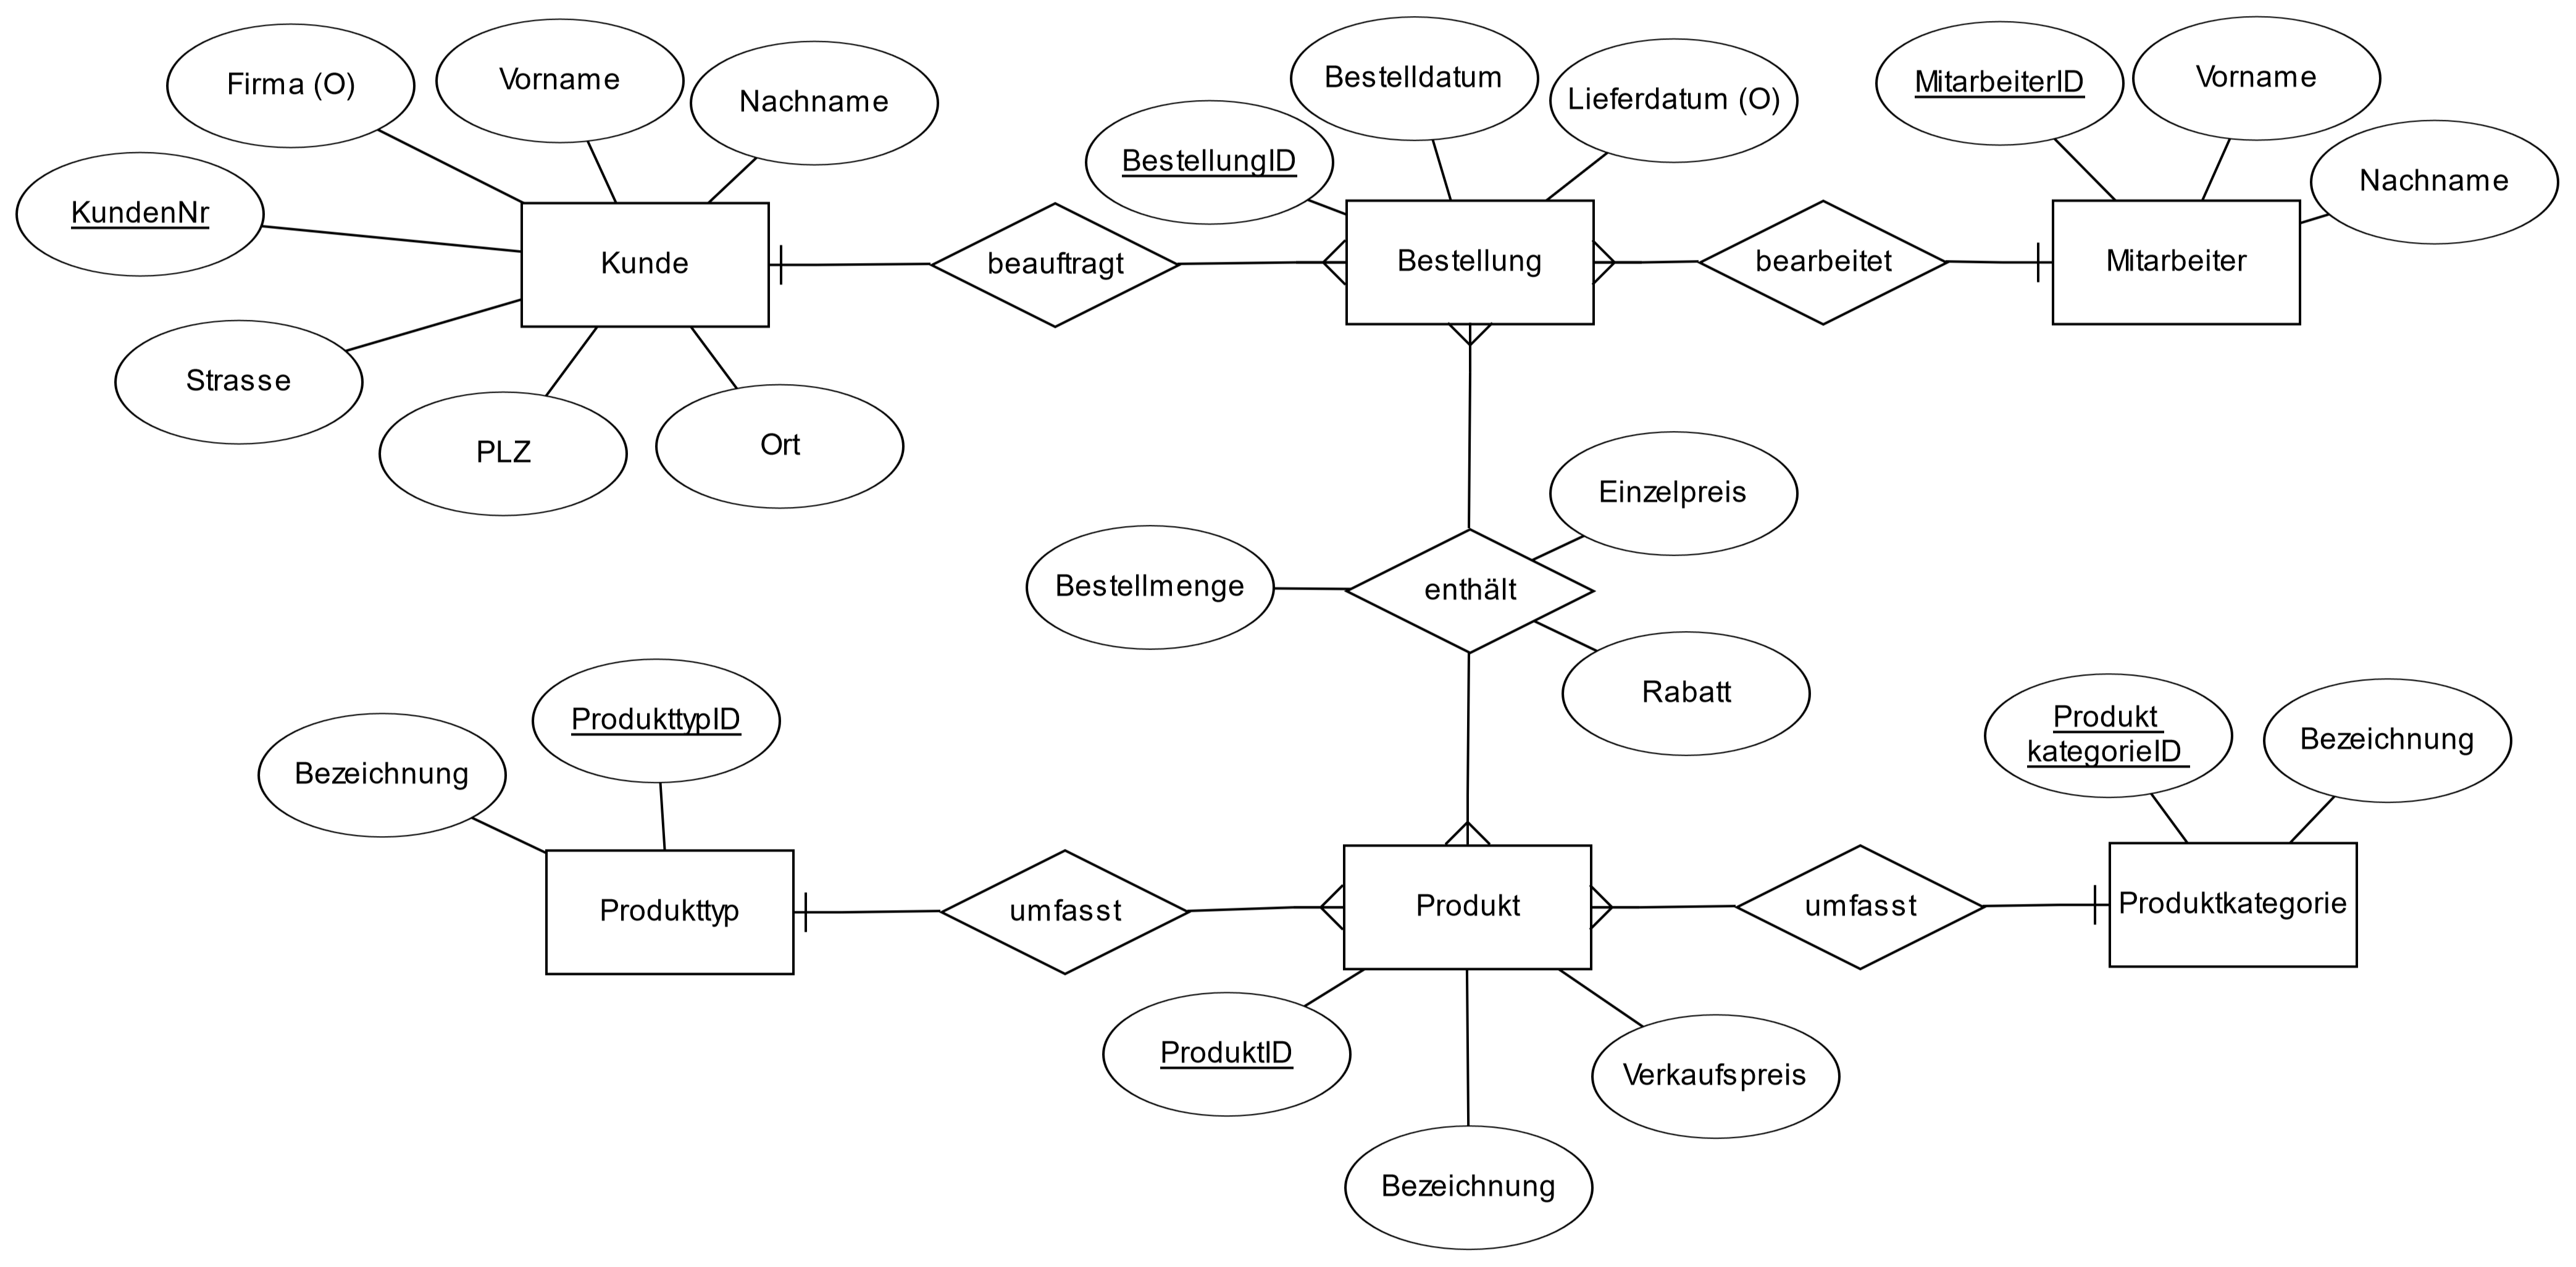 Firma (O)
Vorname
Nachname
KundenNr
Kunde
Strasse
PLZ
Ort
beauftragt
Bestelldatum
Lieferdatum (O)
BestellungID
Bestellung
bearbeitet
MitarbeiterID
Vorname
Nachname
Mitarbeiter
Einzelpreis
Bestellmenge
enthält
Rabatt
ProdukttypID
Bezeichnung
Produkttyp
umfasst
Produkt
umfasst
Produkt
kategorieID
Bezeichnung
Produktkategorie
ProduktID
Verkaufspreis
Bezeichnung